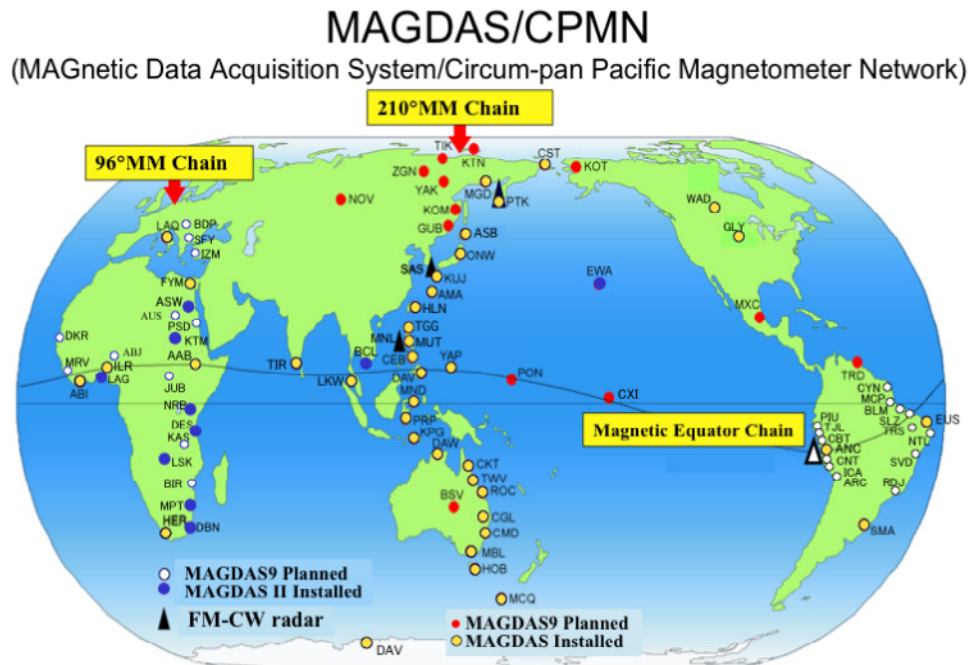 MAGDAS/CPMN
(MAGnetic Data Acquisition System/Circum-pan Pacific Magnetometer Network)
210°MM Chain
96°MM Chain
TIK
KTN
CST
KOT
ZGN
YAK
MGD
PTK
NOV
WAD
KOM
GUB
ASB
GLY
LAQ
BDP
SFY
IZM
ONW
SAS
KUJ
EWA
FYM
AMA
ASW
AUS
HLN
MXC
PSD
TGG
DKR
KTM
MNL
MUT
ABJ
BCL
MRV
ILR
AAB
TIR
CEB
YAP
TRD
LAG
LKW
DAV
PON
ABI
JUB
CYN
MND
CXI
MCP
NRB
BLM
DES
PRP
PIU
SLZ
EUS
KAS
KPG
Magnetic Equator Chain
TJL
TRS
CBT
NTL
DAW
ANC
LSK
CKT
CNT
SVD
TWV
ICA
BIR
BSV
ROC
ARC
RDJ
MPT
CGL
HER
DBN
CMD
SMA
MBL
HOB
MAGDAS9 Planned
MAGDAS II Installed
MCQ
FM-CW radar
MAGDAS9 Planned
MAGDAS Installed
DAV